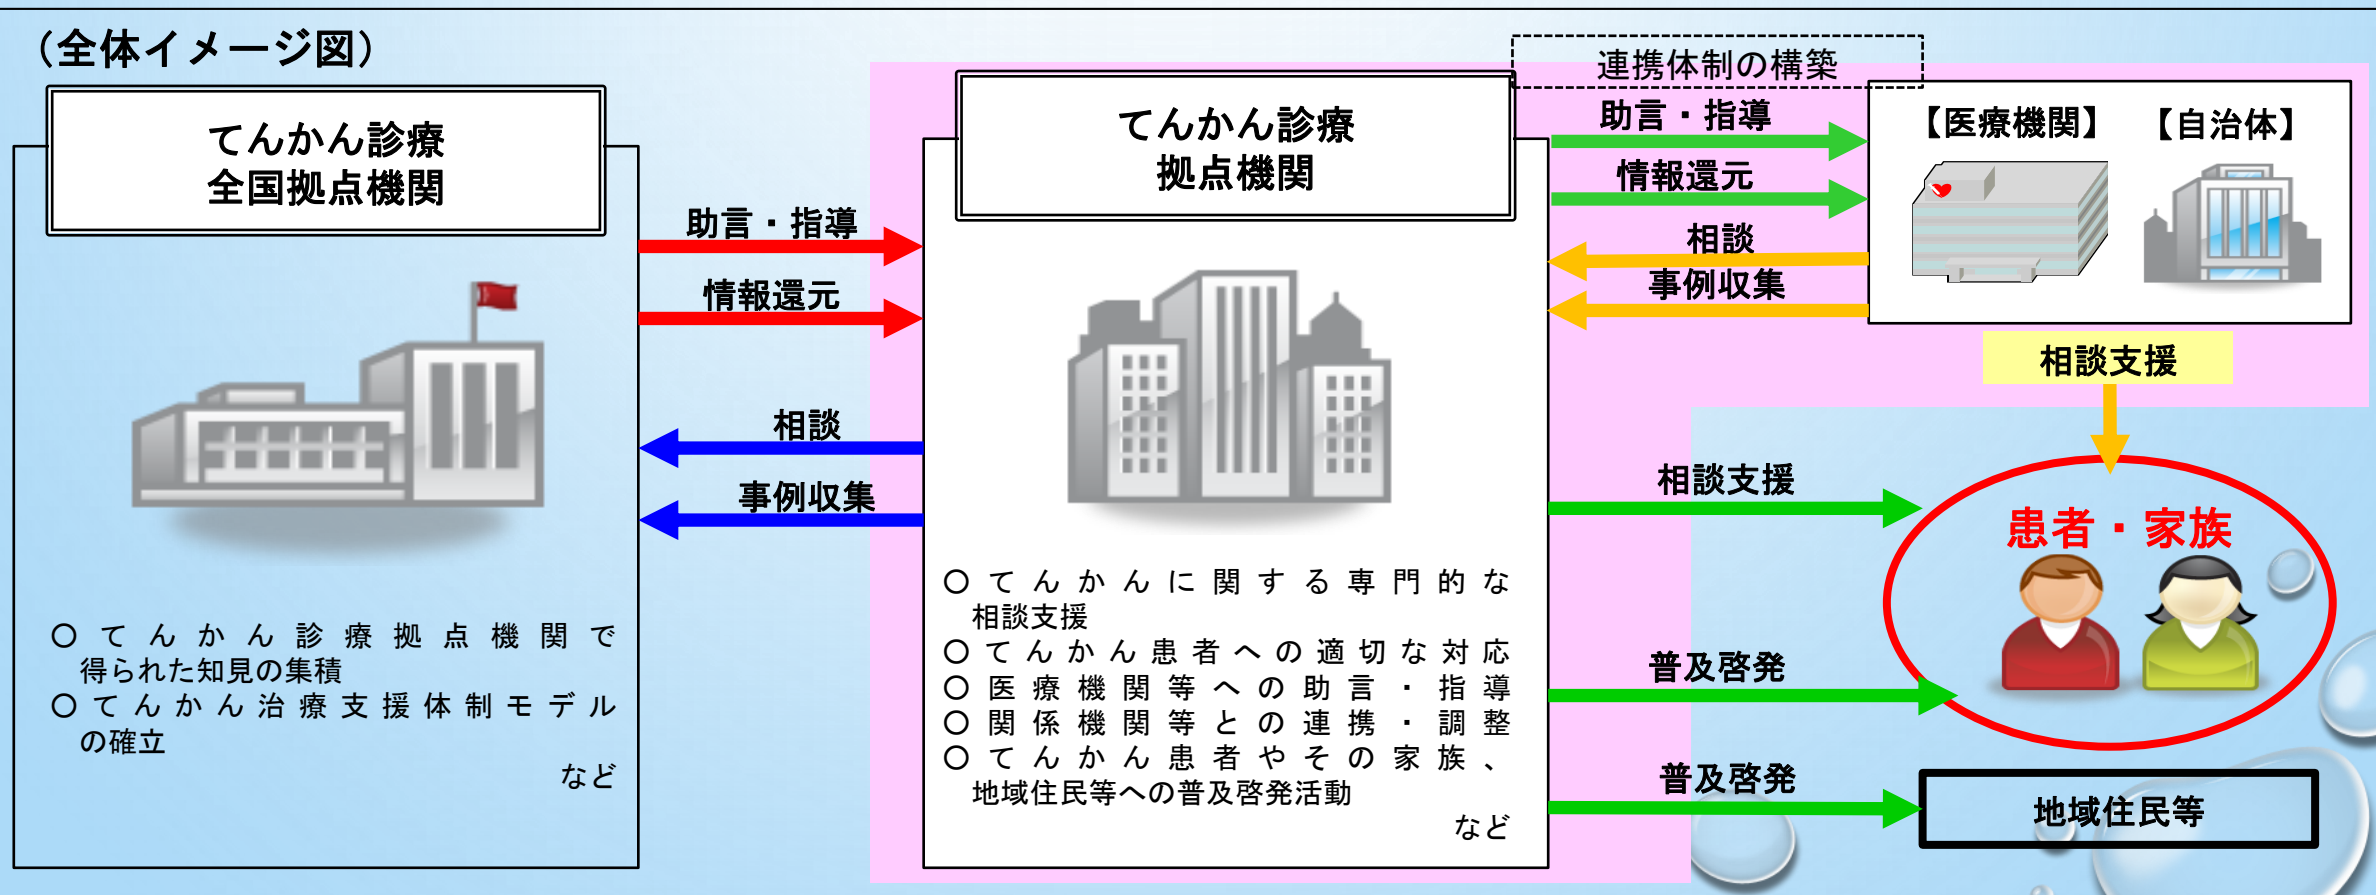 （全体イメージ図）
てんかん診療
全国拠点機関
〇てんかん診療拠点機関で
得られた知見の集積
〇てんかん治療支援体制モデル
の確立
など
助言・指導
情報還元
相談
事例収集
てんかん診療
拠点機関
〇てんかんに関する専門的な
相談支援
〇てんかん患者への適切な対応
〇医療機関等への助言・指導
〇関係機関等との連携・調整
〇てんかん患者やその家族、
地域住民等への普及啓発活動
など
連携体制の構築
助言・指導
情報還元
相談
事例収集
【医療機関】 【自治体】
相談支援
相談支援
患者・家族
普及啓発
普及啓発
地域住民等